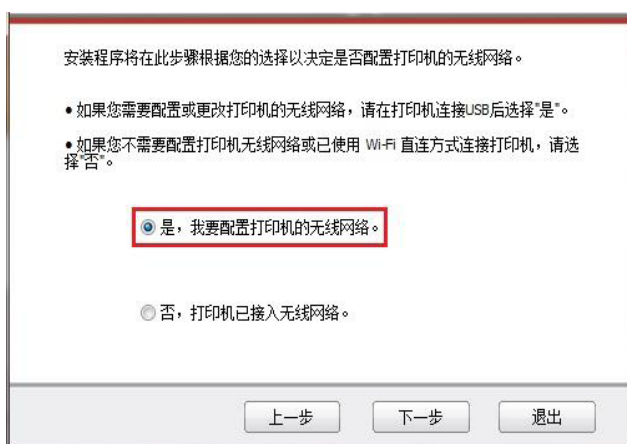 安装程序将在此步骤根据您的选择以决定是否配置打印机的无线网络。
• 如果您需要配置或更改打印机的无线网络，请在打印机连接USB后选择"是"。
• 如果您不需要配置打印机无线网络或已使用 Wi-Fi 直连方式连接打印机，请选
择"否"。
是，我要配置打印机的无线网络。
否，打印机已接入无线网络。
上一步 下一步 退出